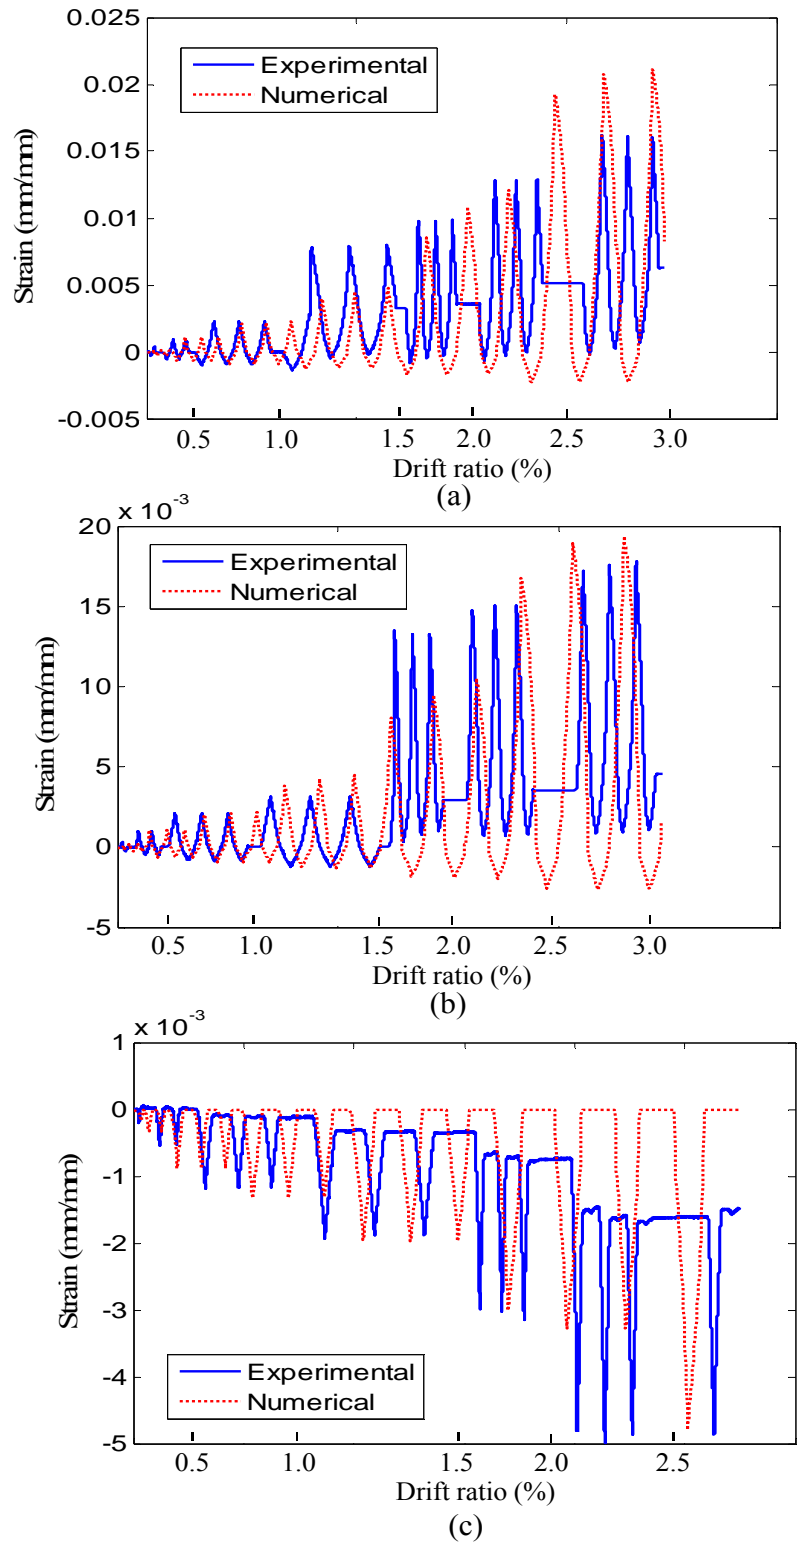 0.025
0.02
0.015
0.01
0.005
0
-0.005
Strain (mm/mm)
Experimental
Numerical
0.5 1.0 1.5 2.0 2.5 3.0
Drift ratio (%)
(a)
x 10⁻³
20
15
10
5
0
-5
Strain (mm/mm)
Experimental
Numerical
0.5 1.0 1.5 2.0 2.5 3.0
Drift ratio (%)
(b)
x 10⁻³
1
0
-1
-2
-3
-4
-5
Strain (mm/mm)
Experimental
Numerical
0.5 1.0 1.5 2.0 2.5
Drift ratio (%)
(c)